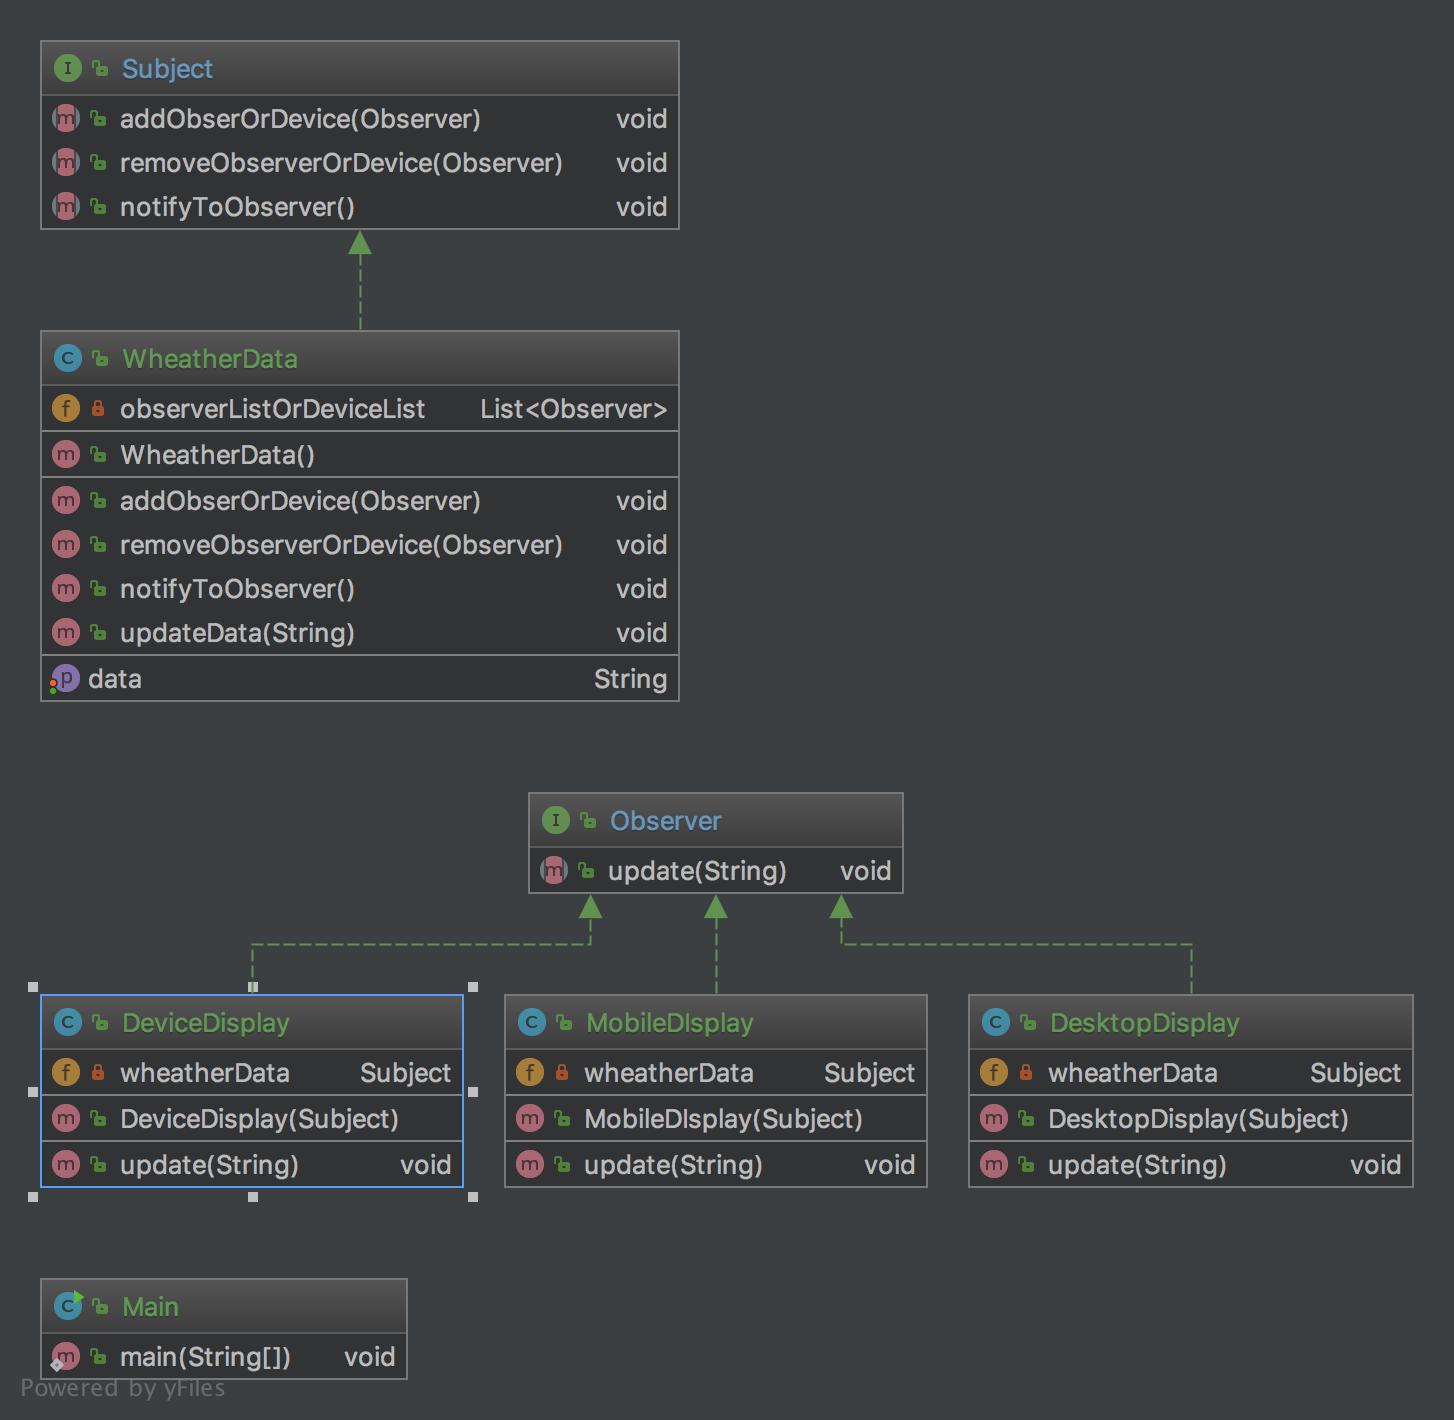 Subject
addObserOrDevice(Observer) void
removeObserverOrDevice(Observer) void
notifyToObserver() void
WheatherData
observerListOrDeviceList List<Observer>
WheatherData()
addObserOrDevice(Observer) void
removeObserverOrDevice(Observer) void
notifyToObserver() void
updateData(String) void
data String
Observer
update(String) void
DeviceDisplay
wheatherData Subject
DeviceDisplay(Subject)
update(String) void
MobileDIsplay
wheatherData Subject
MobileDIsplay(Subject)
update(String) void
DesktopDisplay
wheatherData Subject
DesktopDisplay(Subject)
update(String) void
Main
main(String[]) void
Powered by yFiles